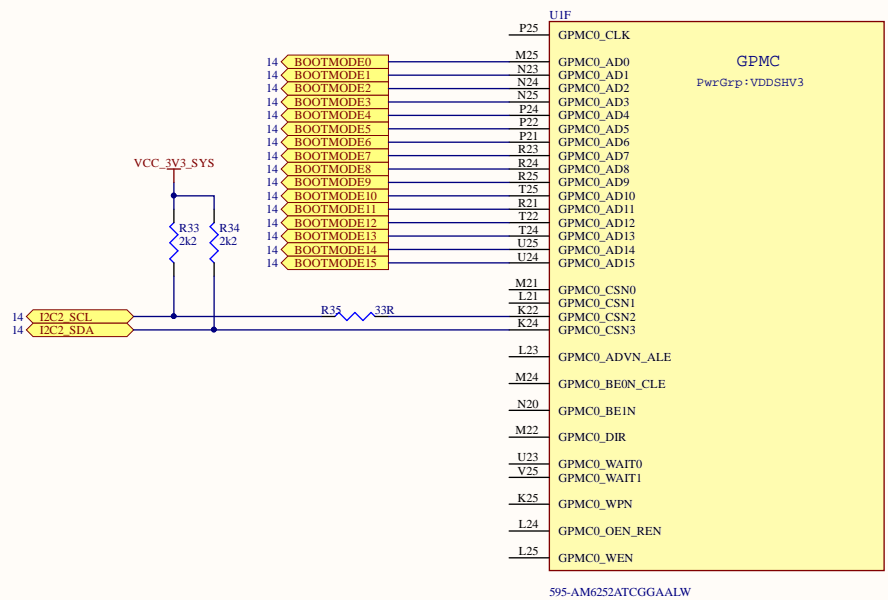 U1F
P25 GPMC0_CLK
GPMC
PwrGrp:VDDSHV3
14 BOOTMODE0 M25 GPMC0_AD0
14 BOOTMODE1 N23 GPMC0_AD1
14 BOOTMODE2 N24 GPMC0_AD2
14 BOOTMODE3 N25 GPMC0_AD3
14 BOOTMODE4 P24 GPMC0_AD4
14 BOOTMODE5 P22 GPMC0_AD5
14 BOOTMODE6 P21 GPMC0_AD6
14 BOOTMODE7 R23 GPMC0_AD7
14 BOOTMODE8 R24 GPMC0_AD8
14 BOOTMODE9 R25 GPMC0_AD9
14 BOOTMODE10 T25 GPMC0_AD10
14 BOOTMODE11 R21 GPMC0_AD11
14 BOOTMODE12 T22 GPMC0_AD12
14 BOOTMODE13 T24 GPMC0_AD13
14 BOOTMODE14 U25 GPMC0_AD14
14 BOOTMODE15 U24 GPMC0_AD15
VCC_3V3_SYS
R33
2k2
R34
2k2
M21 GPMC0_CSN0
L21 GPMC0_CSN1
14 I2C2_SCL R35 33R K22 GPMC0_CSN2
14 I2C2_SDA K24 GPMC0_CSN3
L23 GPMC0_ADVN_ALE
M24 GPMC0_BE0N_CLE
N20 GPMC0_BE1N
M22 GPMC0_DIR
U23 GPMC0_WAIT0
V25 GPMC0_WAIT1
K25 GPMC0_WPN
L24 GPMC0_OEN_REN
L25 GPMC0_WEN
595-AM6252ATCGGAALW